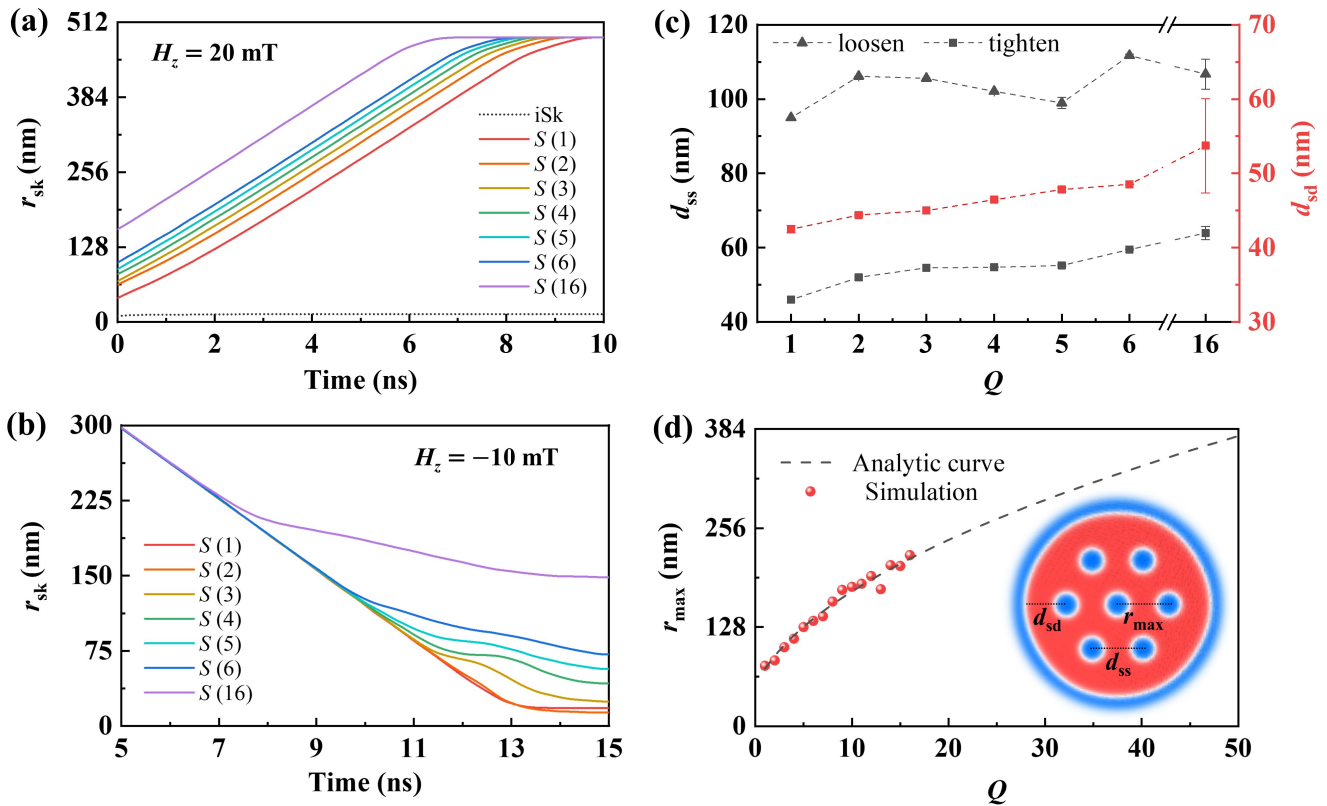 (a)
H_z = 20 mT
r_sk (nm)
512
384
256
128
0
iSk
S (1)
S (2)
S (3)
S (4)
S (5)
S (6)
S (16)
0 2 4 6 8 10
Time (ns)
(b)
H_z = −10 mT
r_sk (nm)
300
225
150
75
0
S (1)
S (2)
S (3)
S (4)
S (5)
S (6)
S (16)
5 7 9 11 13 15
Time (ns)
(c)
loosen tighten
d_ss (nm)
120
100
80
60
40
d_sd (nm)
70
60
50
40
30
1 2 3 4 5 6 16
Q
(d)
Analytic curve
Simulation
r_max (nm)
384
256
128
0
d_sd r_max
d_ss
0 10 20 30 40 50
Q